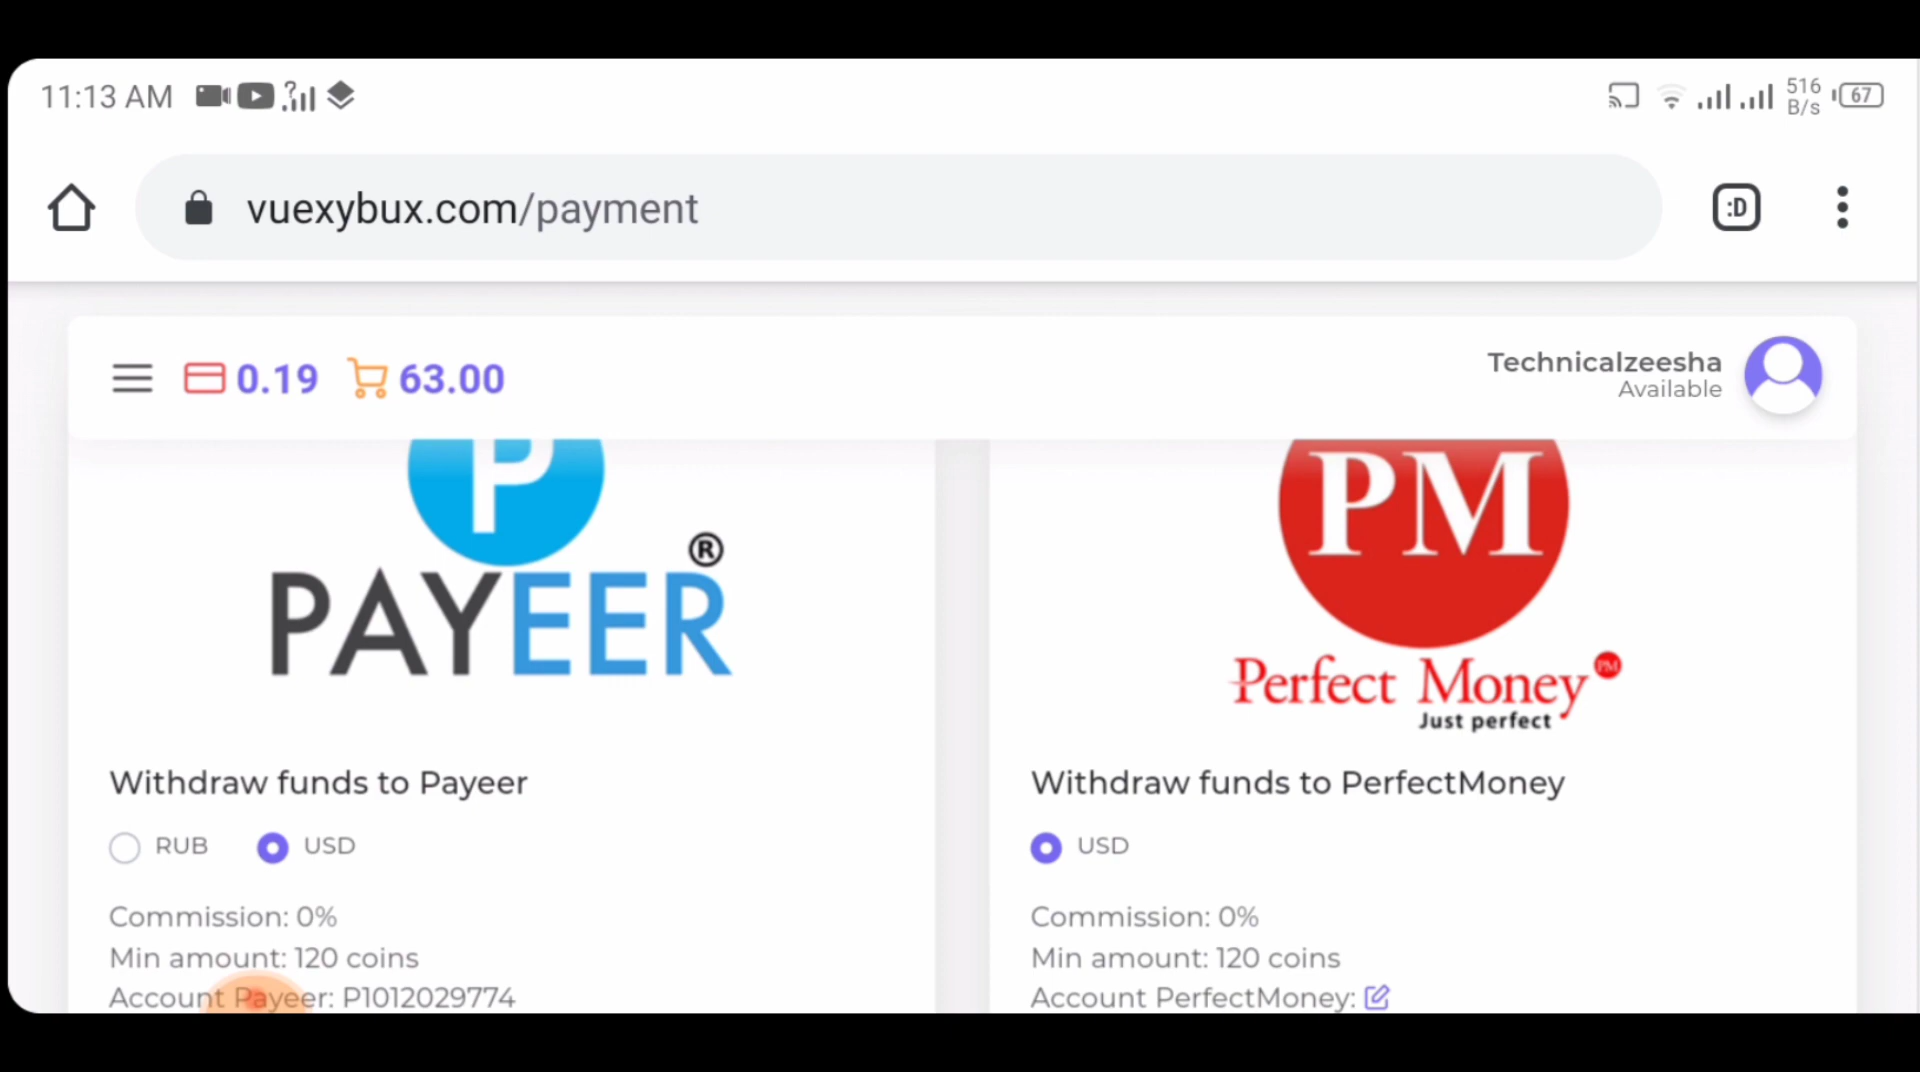 11:13 AM
516
B/s
67
vuexybux.com/payment
:D
0.19 63.00
Technicalzeesha
Available
P
PAYEER®
PM
Perfect Money PM
Just perfect
Withdraw funds to Payeer
RUB USD
Commission: 0%
Min amount: 120 coins
Account Payeer: P1012029774
Withdraw funds to PerfectMoney
USD
Commission: 0%
Min amount: 120 coins
Account PerfectMoney: